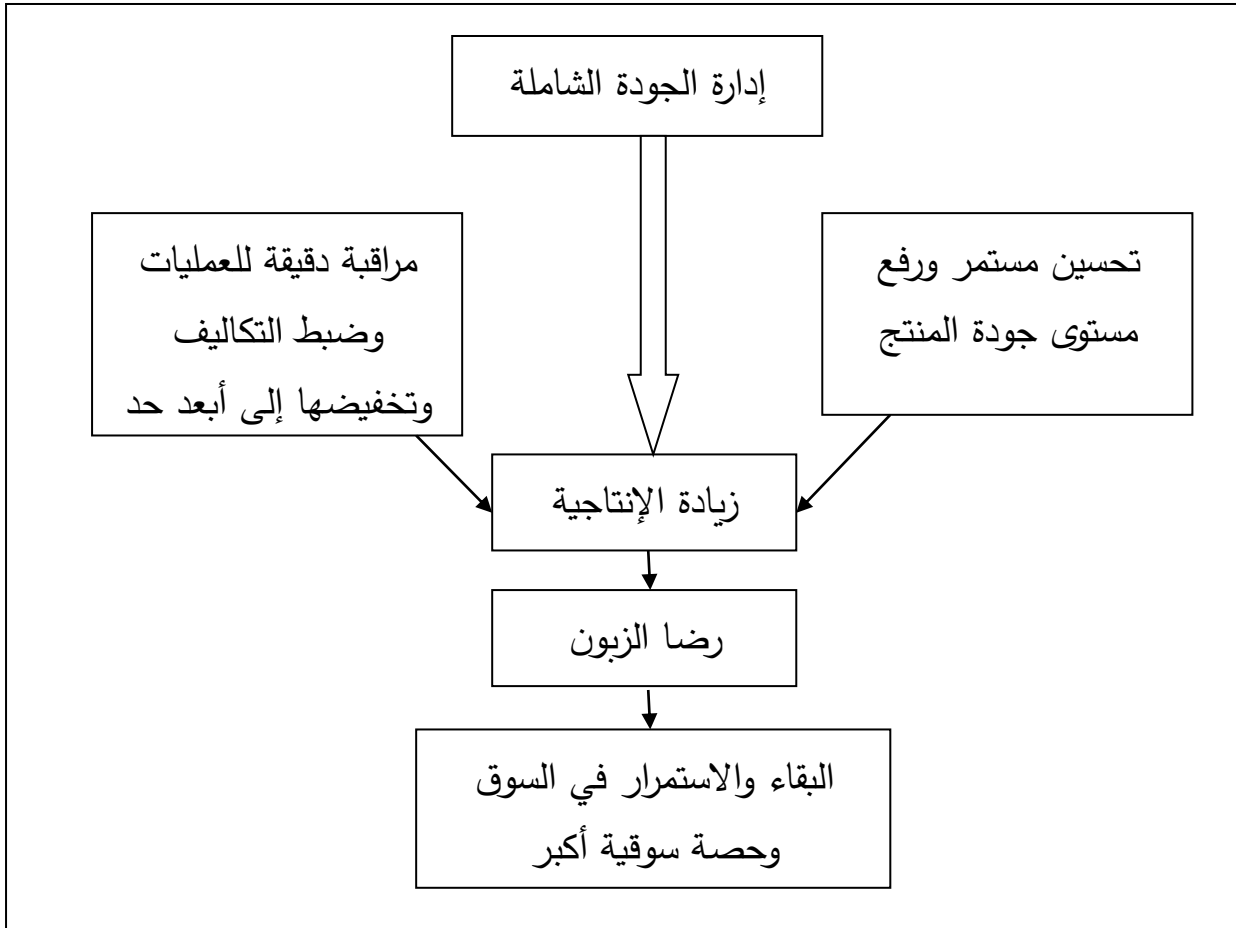 إدارة الجودة الشاملة
تحسين مستمر ورفع
مستوى جودة المنتج
مراقبة دقيقة للعمليات
وضبط التكاليف
وتخفيضها إلى أبعد حد
زيادة الإنتاجية
رضا الزبون
البقاء والاستمرار في السوق
وحصة سوقية أكبر